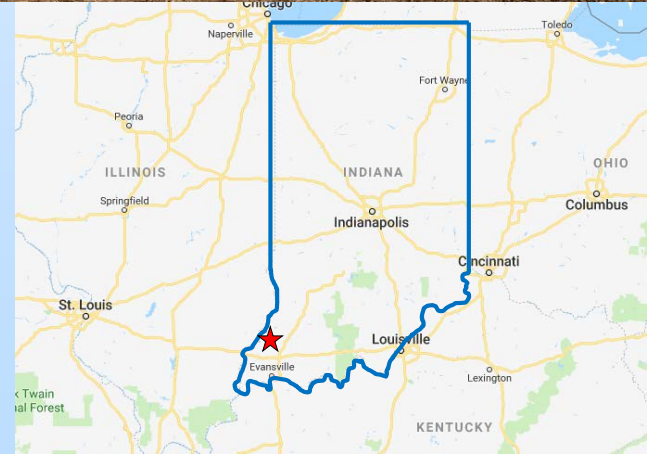 Chicago
Naperville
Toledo
Fort Wayne
Peoria
ILLINOIS
INDIANA
OHIO
Springfield
Indianapolis
Columbus
Cincinnati
St. Louis
Louisville
Evansville
Lexington
k Twain
al Forest
KENTUCKY